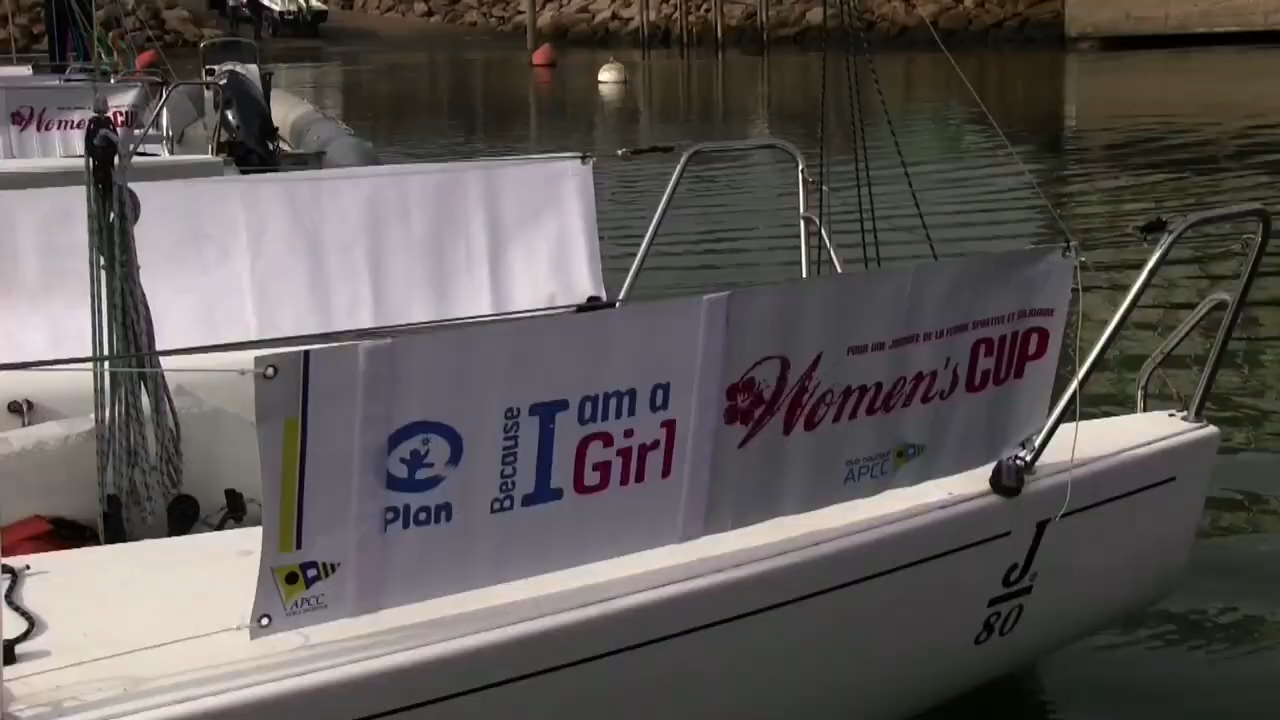 Women's CUP
POUR UNE JOURNÉE DE LA FEMME SPORTIVE ET SOLIDAIRE
Women's CUP
Because
I am a
Girl
Plan
APCC
APCC
J
80